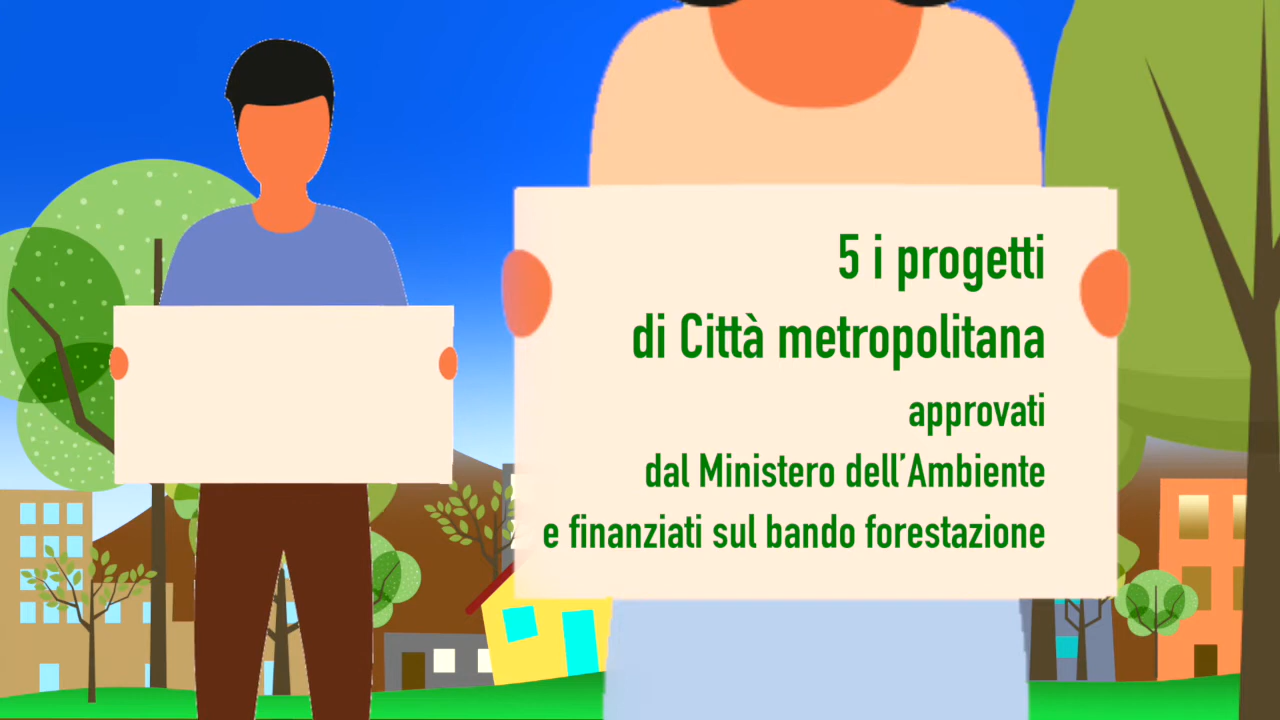 5 i progetti
di Città metropolitana
approvati
dal Ministero dell’Ambiente
e finanziati sul bando forestazione